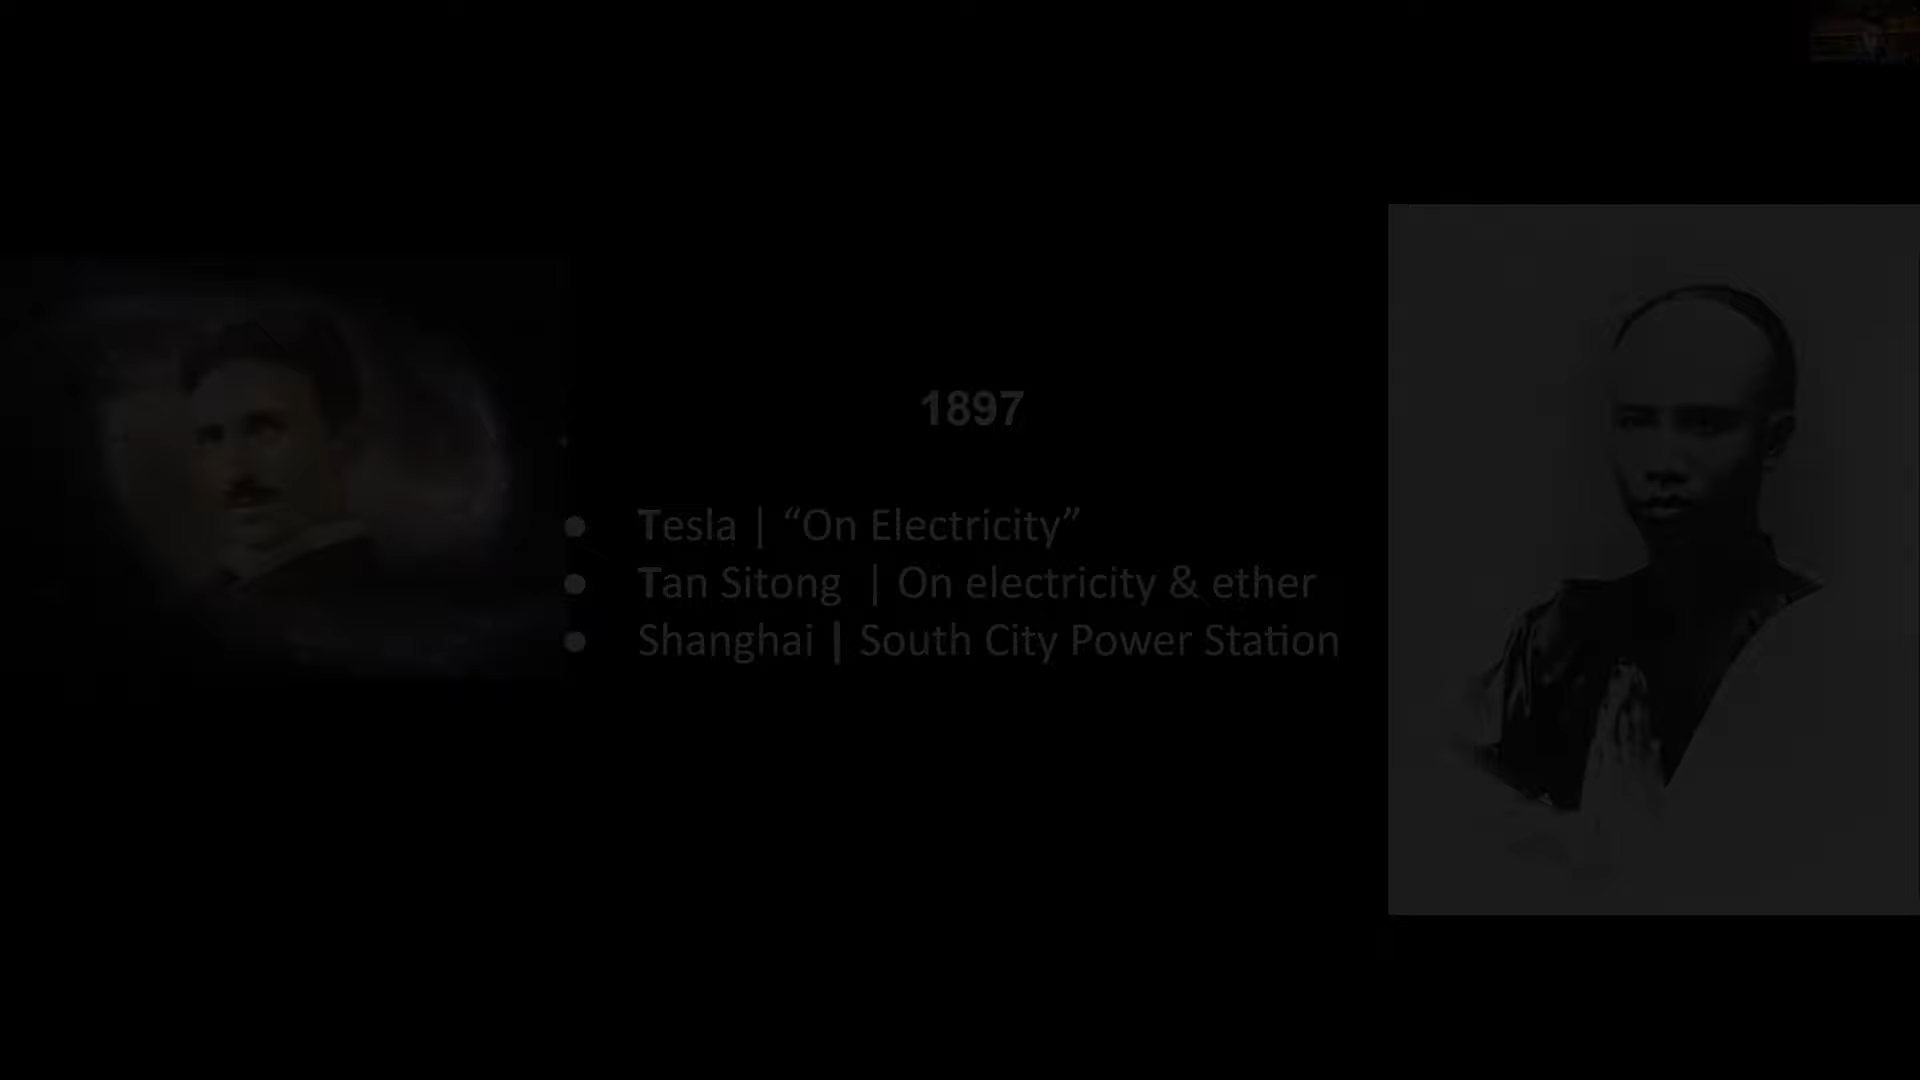 1897
● Tesla | “On Electricity”
● Tan Sitong | On electricity & ether
● Shanghai | South City Power Station